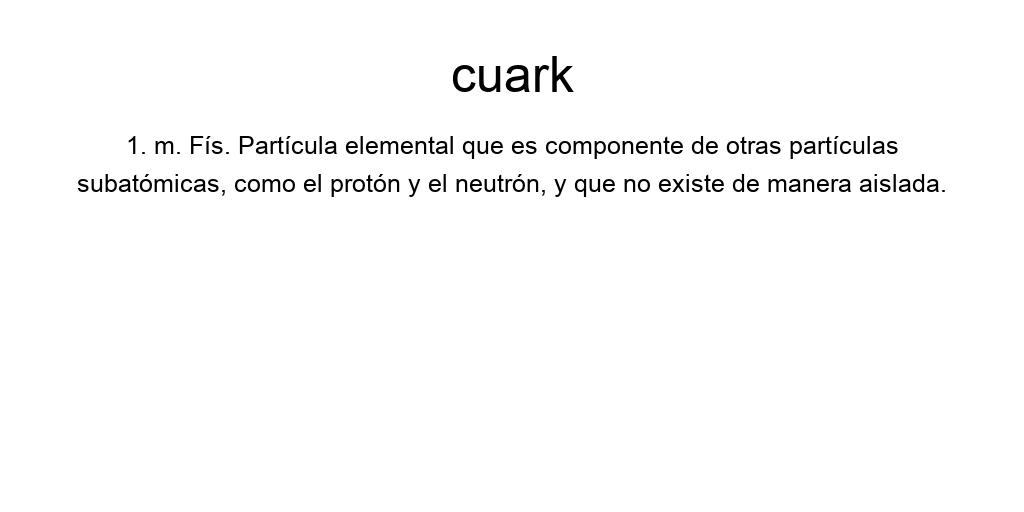 cuark
1. m. Fís. Partícula elemental que es componente de otras partículas
subatómicas, como el protón y el neutrón, y que no existe de manera aislada.